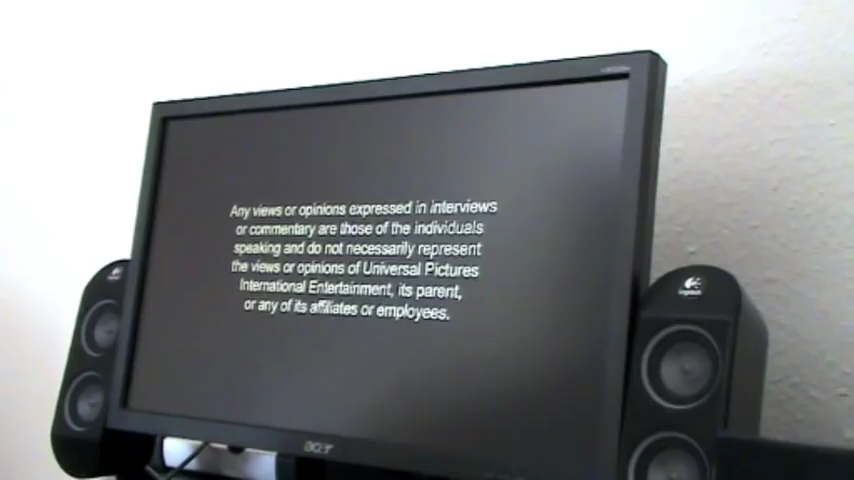 Any views or opinions expressed in interviews
or commentary are those of the individuals
speaking and do not necessarily represent
the views or opinions of Universal Pictures
International Entertainment, its parent,
or any of its affiliates or employees.
acer